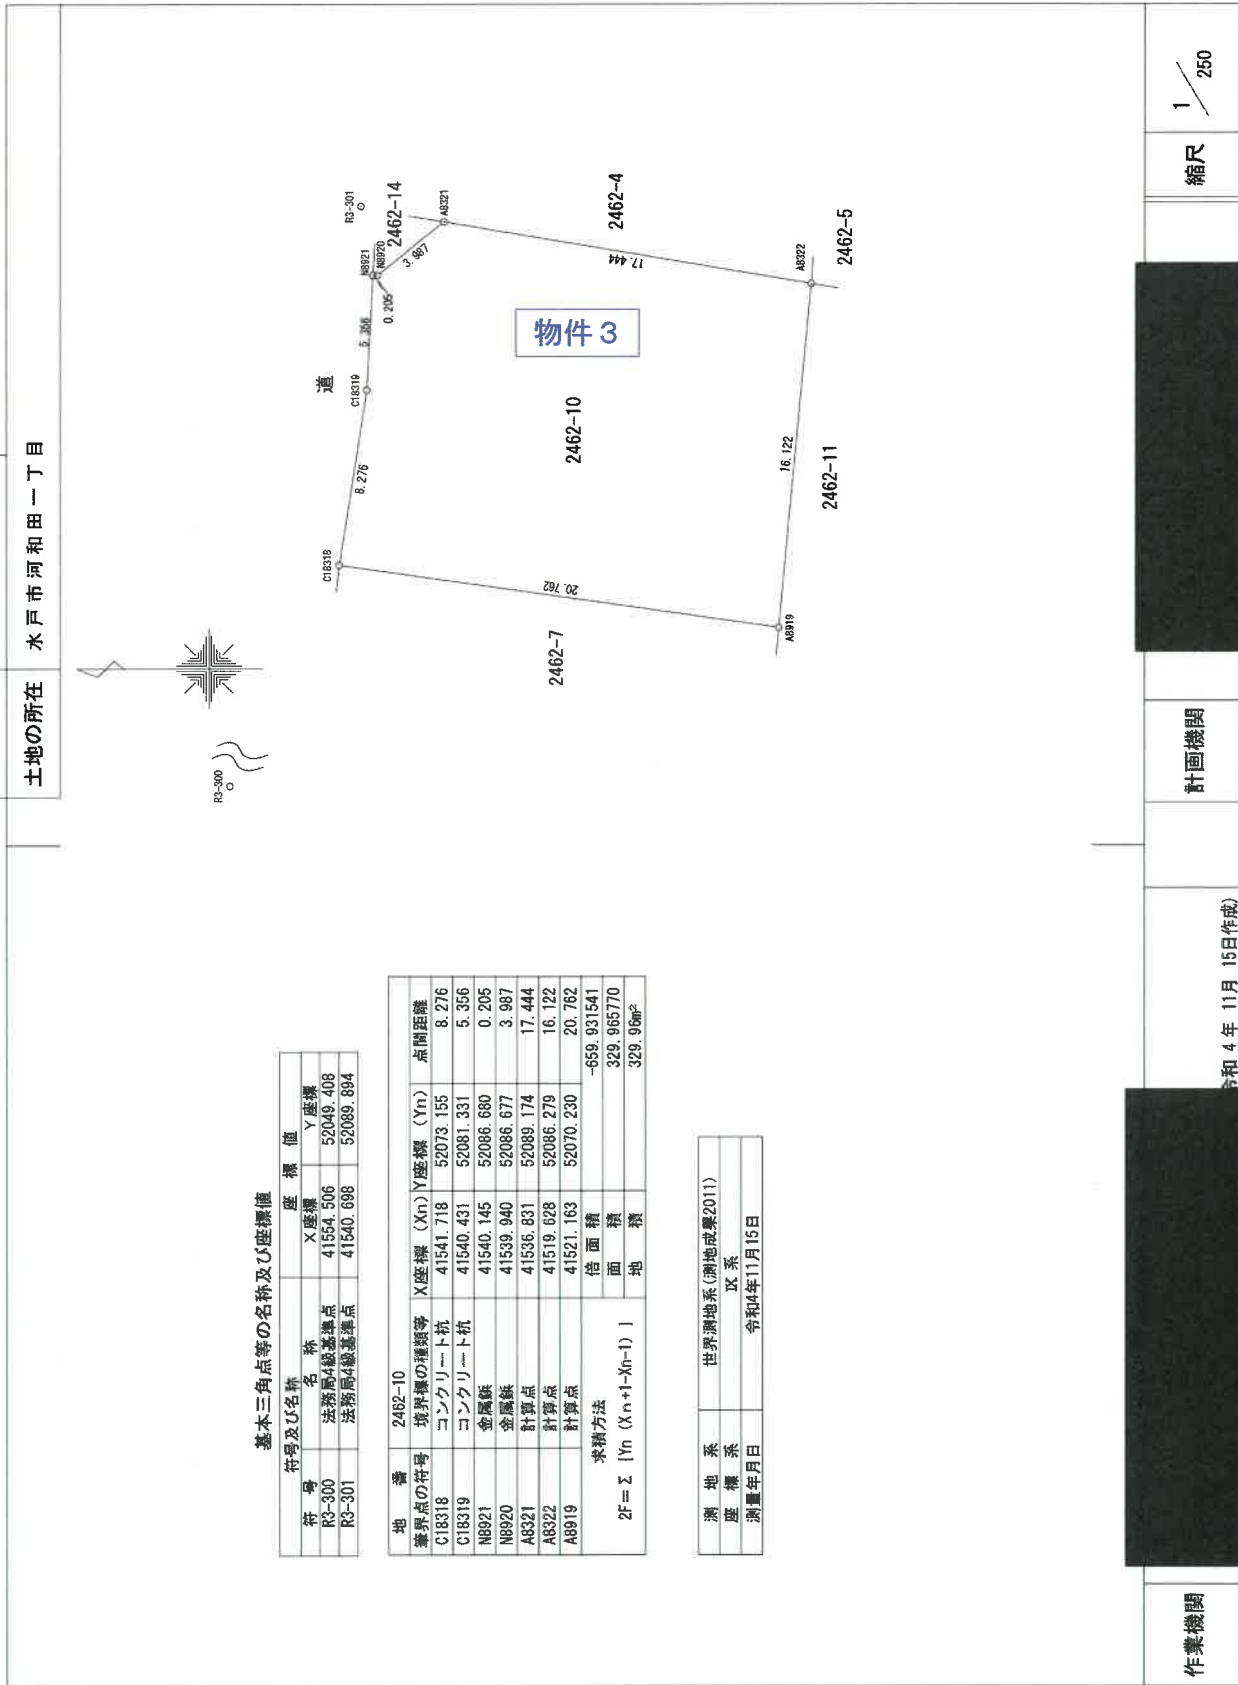 土地の所在 水戸市河和田一丁目
基本三角点等の名称及び座標値
符号及び名称 座標値
符号 名称 X座標 Y座標
R3-300 法務局4級基準点 41554.506 52049.408
R3-301 法務局4級基準点 41540.698 52089.894
地番 2462-10
筆界点の符号 境界標の種類等 X座標 (Xn) Y座標 (Yn) 点間距離
C18318 コンクリート杭 41541.718 52073.155 8.276
C18319 コンクリート杭 41540.431 52081.331 5.356
N8921 金属鋲 41540.145 52086.680 0.205
N8920 金属鋲 41539.940 52086.677 3.987
A8321 計算点 41536.831 52089.174 17.444
A8322 計算点 41519.628 52086.279 16.122
A8919 計算点 41521.163 52070.230 20.762
求積方法 倍面積 -659.931541
2F=Σ {Yn (Xn+1-Xn-1) } 面積 329.965770
地積 329.96m²
測地系 世界測地系(測地成果2011)
座標系 IX系
測量年月日 令和4年11月15日
R3-300
R3-301
道
C18318
8.276
C18319
5.356
N8921
N8920
0.205
3.987
2462-14
A8321
物件3
2462-10
2462-7
20.762
17.444
2462-4
A8919
16.122
A8322
2462-11
2462-5
作業機関
令和 4年 11月 15日作成)
計画機関
縮尺
1/250